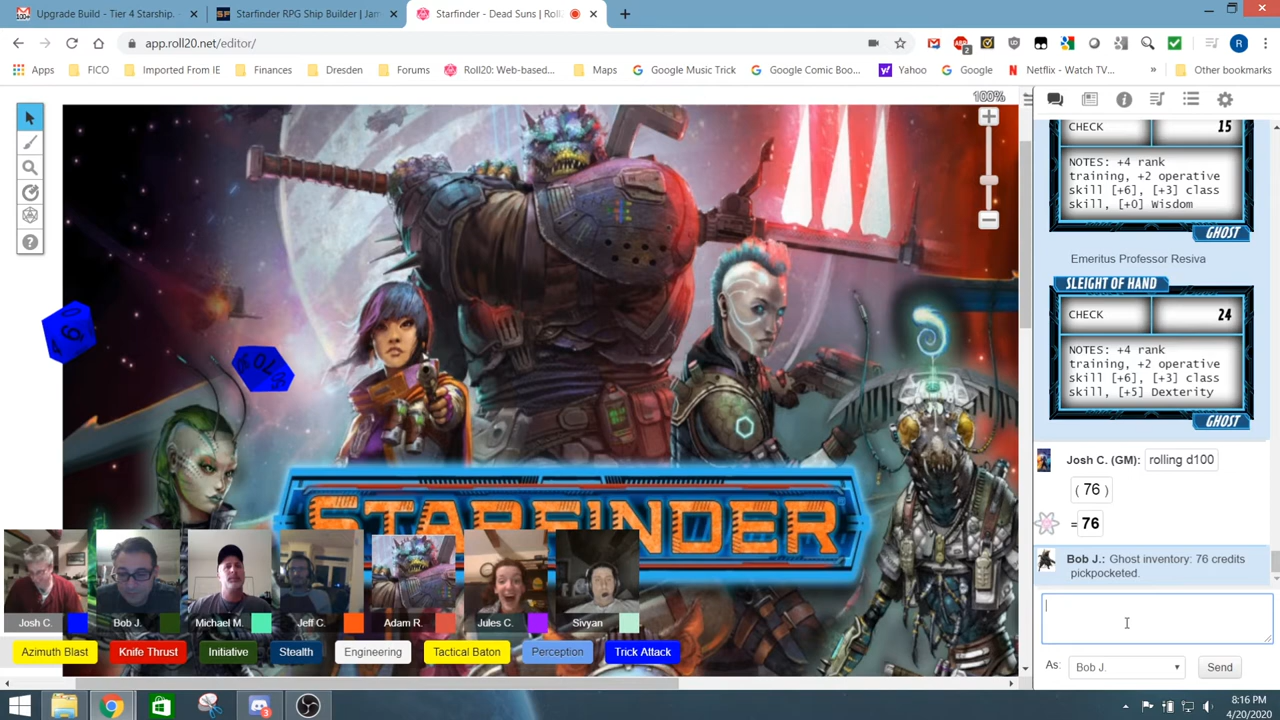 Upgrade Build - Tier 4 Starship.
Starfinder RPG Ship Builder | Jam
Starfinder - Dead Suns | Roll
app.roll20.net/editor/
Apps
FICO
Imported From IE
Finances
Dresden
Forums
Roll20: Web-based...
Maps
Google Music Trick
Google Comic Boo...
Yahoo
Google
Netflix - Watch TV...
Other bookmarks
100%
CHECK 15
NOTES: +4 rank
training, +2 operative
skill [+6], [+3] class
skill, [+0] Wisdom
GHOST
Emeritus Professor Resiva
SLEIGHT OF HAND
CHECK 24
NOTES: +4 rank
training, +2 operative
skill [+6], [+3] class
skill, [+5] Dexterity
GHOST
Josh C. (GM): rolling d100
( 76 )
= 76
Bob J.: Ghost inventory: 76 credits
pickpocketed.
As: Bob J. Send
STARFINDER
Josh C. Bob J. Michael M. Jeff C. Adam R. Jules C. Sivyan
Azimuth Blast Knife Thrust Initiative Stealth Engineering Tactical Baton Perception Trick Attack
8:16 PM
4/20/2020